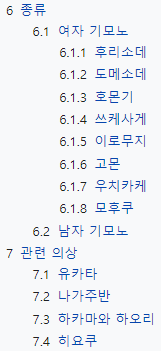 6 종류
6.1 여자 기모노
6.1.1 후리소데
6.1.2 도메소데
6.1.3 호몬기
6.1.4 쓰케사게
6.1.5 이로무지
6.1.6 고몬
6.1.7 우치카케
6.1.8 모후쿠
6.2 남자 기모노
7 관련 의상
7.1 유카타
7.2 나가주반
7.3 하카마와 하오리
7.4 히요쿠